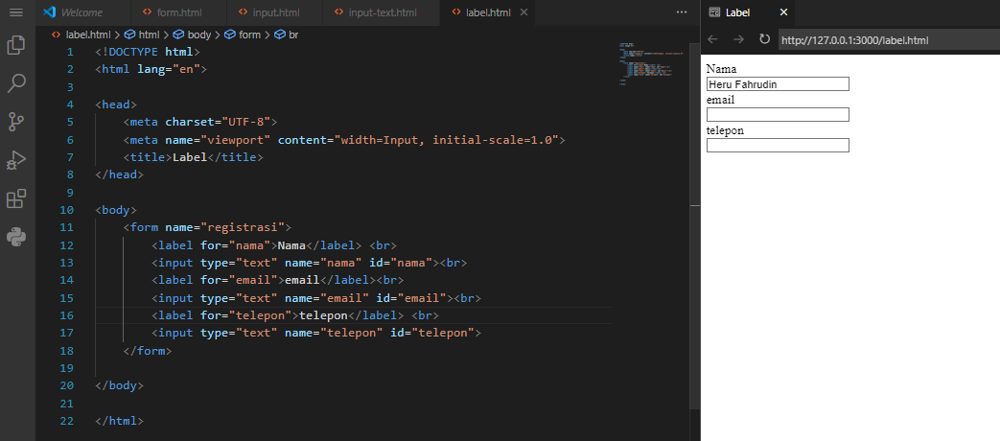 Welcome form.html input.html input-text.html label.html
label.html > html > body > form > br
1 <!DOCTYPE html>
2 <html lang="en">
3
4 <head>
5 <meta charset="UTF-8">
6 <meta name="viewport" content="width=Input, initial-scale=1.0">
7 <title>Label</title>
8 </head>
9
10 <body>
11 <form name="registrasi">
12 <label for="nama">Nama</label> <br>
13 <input type="text" name="nama" id="nama"><br>
14 <label for="email">email</label><br>
15 <input type="text" name="email" id="email"><br>
16 <label for="telepon">telepon</label> <br>
17 <input type="text" name="telepon" id="telepon">
18 </form>
19
20 </body>
21
22 </html>
Label
http://127.0.0.1:3000/label.html
Nama
Heru Fahrudin
email
telepon